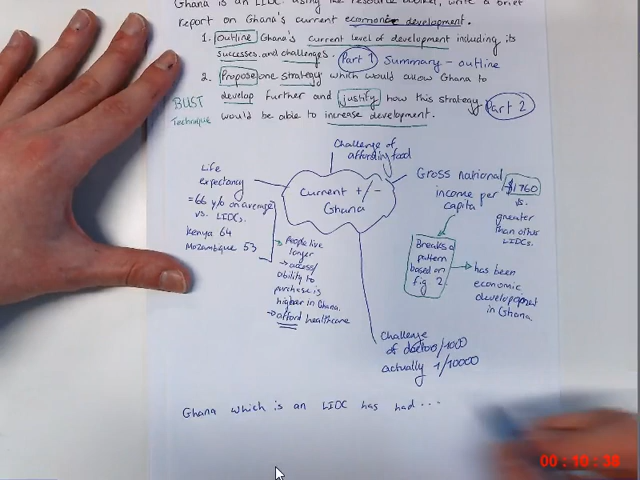 Ghana is an LIDC. Using the resource booklet, write a brief
report on Ghana's current economic development.
1. Outline Ghana's current level of development including its
successes and challenges. Part 1 Summary - outline
2. Propose one strategy which would allow Ghana to
develop further and justify how this strategy Part 2
would be able to increase development.
BUST
Technique
Challenge of
affording food
Life
expectancy
= 66 y/o on average
vs. LIDCs.
Kenya 64
Mozambique 53
Current +/-
Ghana
Gross national
income per
capita
$1760
vs.
greater
than other
LIDCs.
People live
longer
→ access/
ability to
purchase is
higher in Ghana.
→ afford healthcare
Breaks a
pattern
based on
fig 2
→ has been
economic
development
in Ghana.
Challenge
of doctors/1000
actually 1/10000
Ghana which is an LIDC has had...
00:10:38